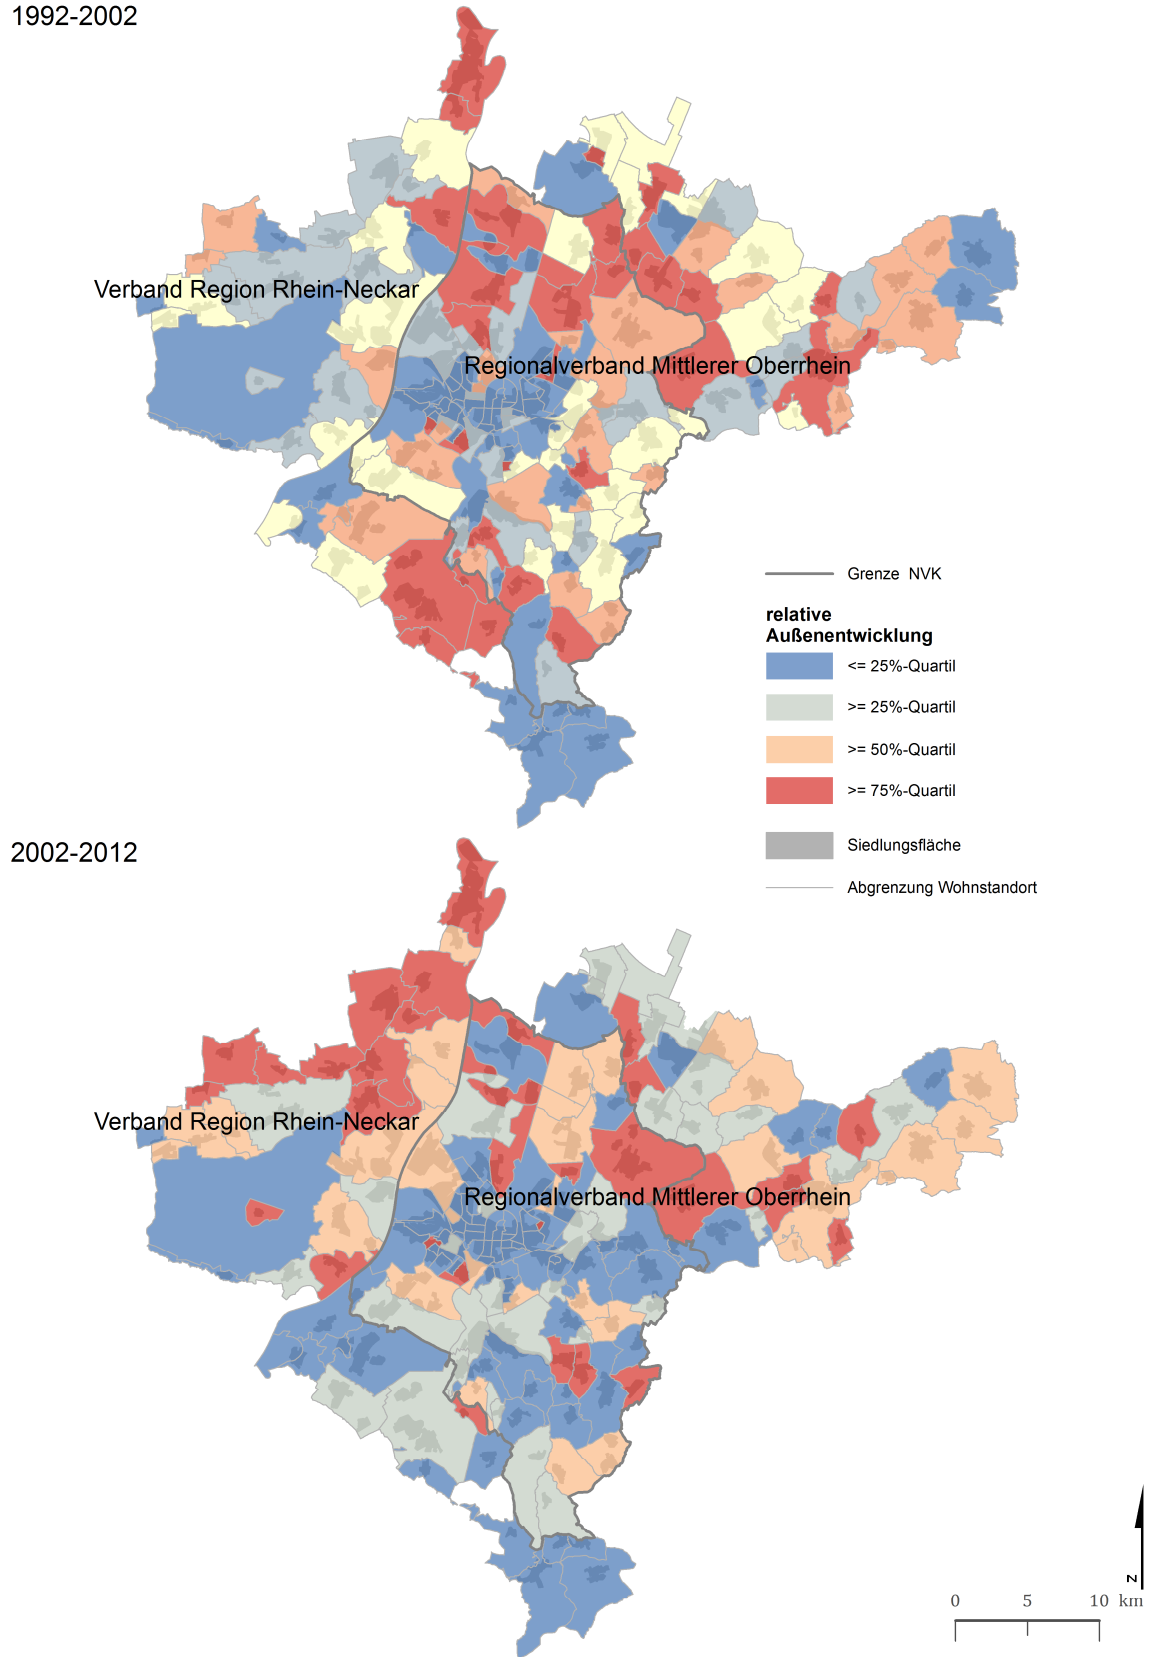 1992-2002
Verband Region Rhein-Neckar
Regionalverband Mittlerer Oberrhein
Grenze NVK
relative
Außenentwicklung
<= 25%-Quartil
>= 25%-Quartil
>= 50%-Quartil
>= 75%-Quartil
Siedlungsfläche
Abgrenzung Wohnstandort
2002-2012
Verband Region Rhein-Neckar
Regionalverband Mittlerer Oberrhein
N
0 5 10 km